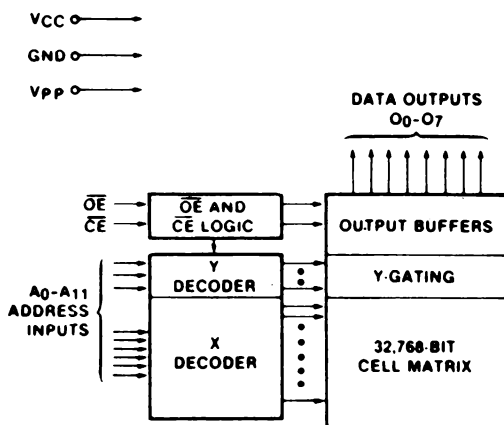 VCC
GND
VPP
DATA OUTPUTS
O0-O7
OE
CE
OE AND
CE LOGIC
OUTPUT BUFFERS
A0-A11
ADDRESS
INPUTS
Y
DECODER
Y-GATING
X
DECODER
32,768-BIT
CELL MATRIX